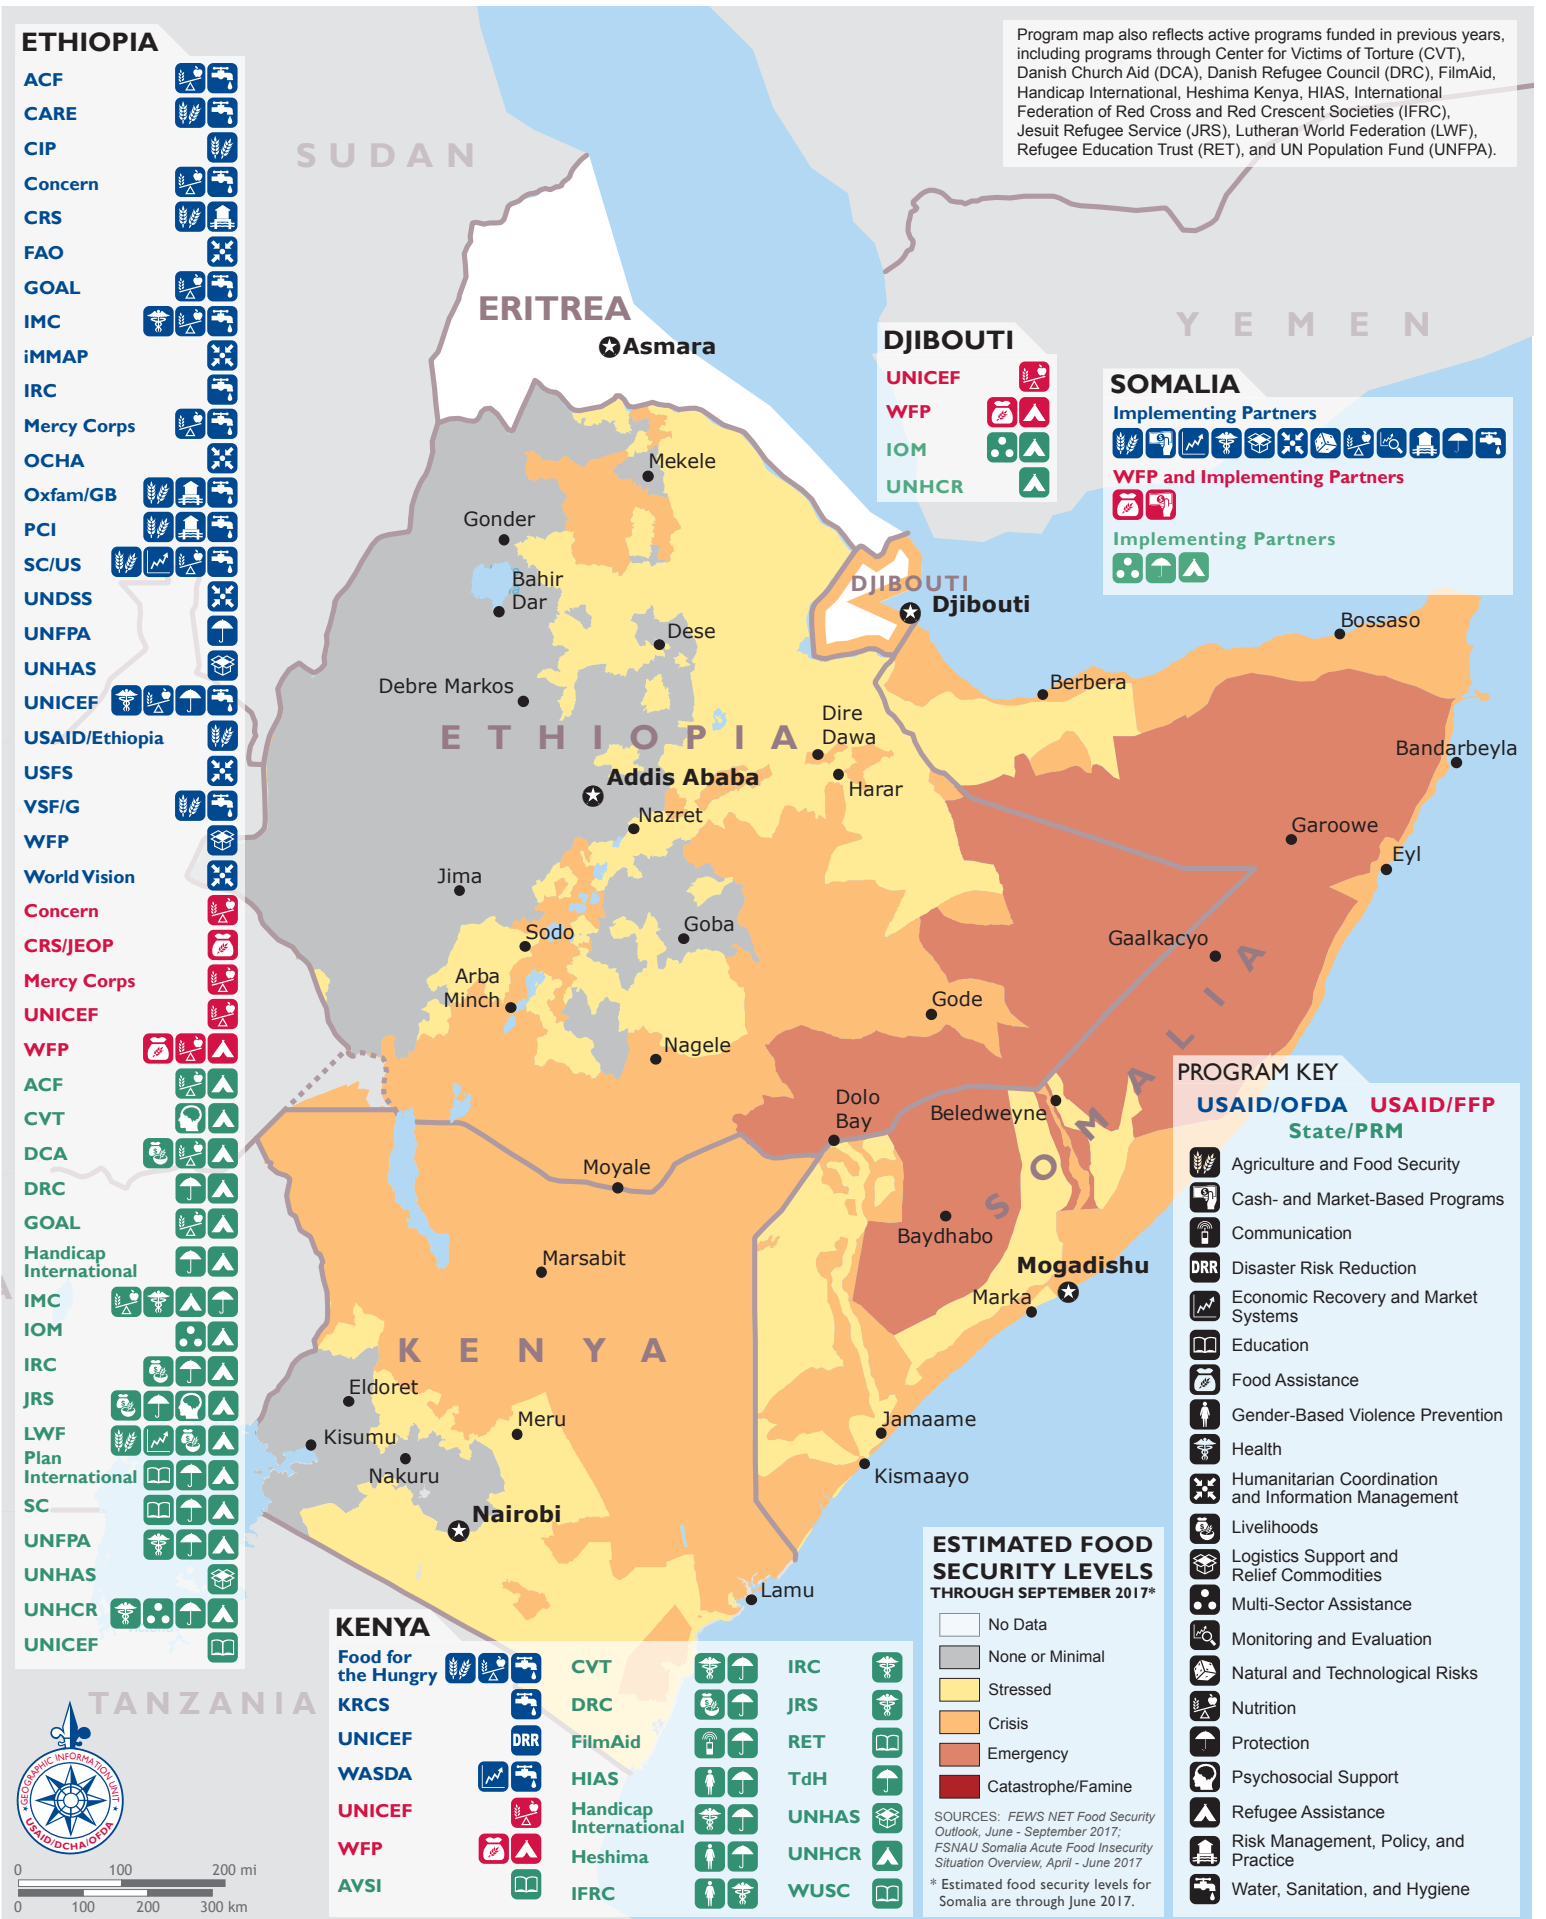 ETHIOPIA
ACF
CARE
CIP
Concern
CRS
FAO
GOAL
IMC
iMMAP
IRC
Mercy Corps
OCHA
Oxfam/GB
PCI
SC/US
UNDSS
UNFPA
UNHAS
UNICEF
USAID/Ethiopia
USFS
VSF/G
WFP
World Vision
Concern
CRS/JEOP
Mercy Corps
UNICEF
WFP
ACF
CVT
DCA
DRC
GOAL
Handicap
International
IMC
IOM
IRC
JRS
LWF
Plan
International
SC
UNFPA
UNHAS
UNHCR
UNICEF
Program map also reflects active programs funded in previous years,
including programs through Center for Victims of Torture (CVT),
Danish Church Aid (DCA), Danish Refugee Council (DRC), FilmAid,
Handicap International, Heshima Kenya, HIAS, International
Federation of Red Cross and Red Crescent Societies (IFRC),
Jesuit Refugee Service (JRS), Lutheran World Federation (LWF),
Refugee Education Trust (RET), and UN Population Fund (UNFPA).
SUDAN
ERITREA
Asmara
YEMEN
DJIBOUTI
UNICEF
WFP
IOM
UNHCR
SOMALIA
Implementing Partners
WFP and Implementing Partners
Implementing Partners
Mekele
Gonder
Bahir
Dar
DJIBOUTI
Djibouti
Dese
Bossaso
Debre Markos
Berbera
ETHIOPIA
Dire
Dawa
Bandarbeyla
Addis Ababa
Harar
Nazret
Garoowe
Eyl
Jima
Goba
Sodo
Gaalkacyo
Arba
Minch
Gode
Nagele
SOMALIA
Dolo
Bay
Beledweyne
Moyale
Baydhabo
Marsabit
Mogadishu
Marka
KENYA
Eldoret
Meru
Jamaame
Kisumu
Nakuru
Kismaayo
Nairobi
Lamu
TANZANIA
PROGRAM KEY
USAID/OFDA USAID/FFP
State/PRM
Agriculture and Food Security
Cash- and Market-Based Programs
Communication
DRR Disaster Risk Reduction
Economic Recovery and Market
Systems
Education
Food Assistance
Gender-Based Violence Prevention
Health
Humanitarian Coordination
and Information Management
Livelihoods
Logistics Support and
Relief Commodities
Multi-Sector Assistance
Monitoring and Evaluation
Natural and Technological Risks
Nutrition
Protection
Psychosocial Support
Refugee Assistance
Risk Management, Policy, and
Practice
Water, Sanitation, and Hygiene
ESTIMATED FOOD
SECURITY LEVELS
THROUGH SEPTEMBER 2017*
No Data
None or Minimal
Stressed
Crisis
Emergency
Catastrophe/Famine
SOURCES: FEWS NET Food Security
Outlook, June - September 2017;
FSNAU Somalia Acute Food Insecurity
Situation Overview, April - June 2017
* Estimated food security levels for
Somalia are through June 2017.
KENYA
Food for
the Hungry
KRCS
UNICEF DRR
WASDA
UNICEF
WFP
AVSI
CVT
DRC
FilmAid
HIAS
Handicap
International
Heshima
IFRC
IRC
JRS
RET
TdH
UNHAS
UNHCR
WUSC
GEOGRAPHIC INFORMATION UNIT
USAID/DCHA/OFDA
0 100 200 mi
0 100 200 300 km